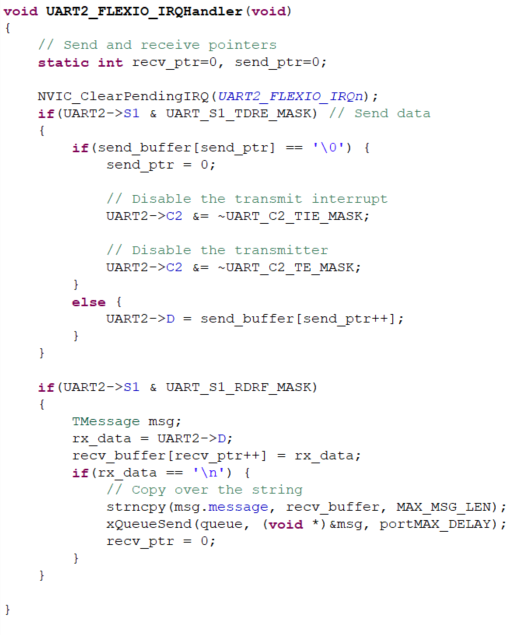 void UART2_FLEXIO_IRQHandler(void)
{
    // Send and receive pointers
    static int recv_ptr=0, send_ptr=0;

    NVIC_ClearPendingIRQ(UART2_FLEXIO_IRQn);
    if(UART2->S1 & UART_S1_TDRE_MASK) // Send data
    {
        if(send_buffer[send_ptr] == '\0') {
            send_ptr = 0;

            // Disable the transmit interrupt
            UART2->C2 &= ~UART_C2_TIE_MASK;

            // Disable the transmitter
            UART2->C2 &= ~UART_C2_TE_MASK;
        }
        else {
            UART2->D = send_buffer[send_ptr++];
        }
    }

    if(UART2->S1 & UART_S1_RDRF_MASK)
    {
        TMessage msg;
        rx_data = UART2->D;
        recv_buffer[recv_ptr++] = rx_data;
        if(rx_data == '\n') {
            // Copy over the string
            strncpy(msg.message, recv_buffer, MAX_MSG_LEN);
            xQueueSend(queue, (void *)&msg, portMAX_DELAY);
            recv_ptr = 0;
        }
    }

}